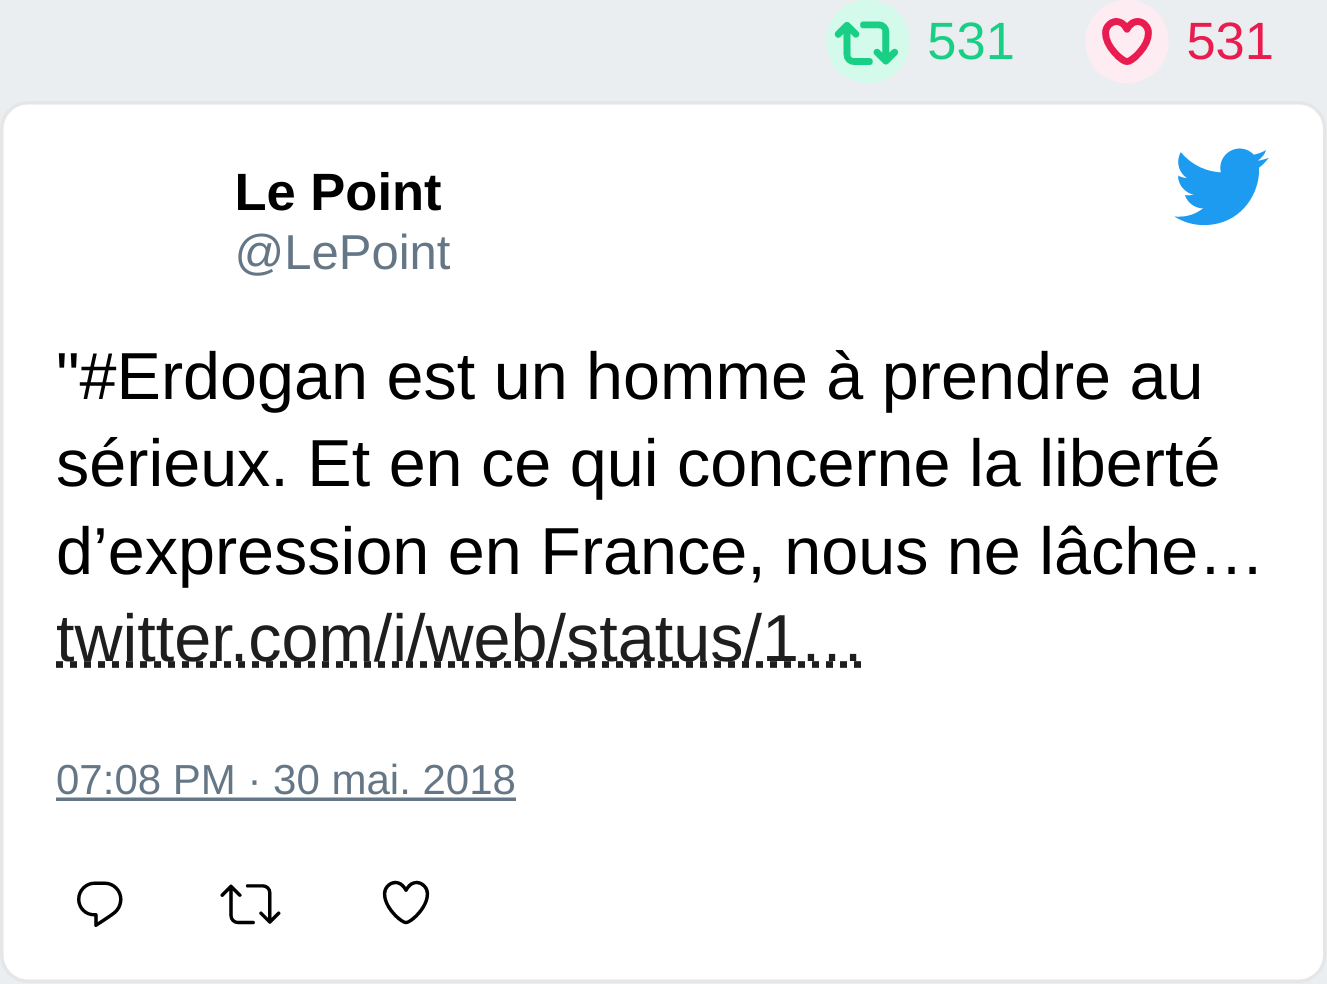 531 531
Le Point
@LePoint
"#Erdogan est un homme à prendre au
sérieux. Et en ce qui concerne la liberté
d’expression en France, nous ne lâche…
twitter.com/i/web/status/1…
07:08 PM · 30 mai. 2018